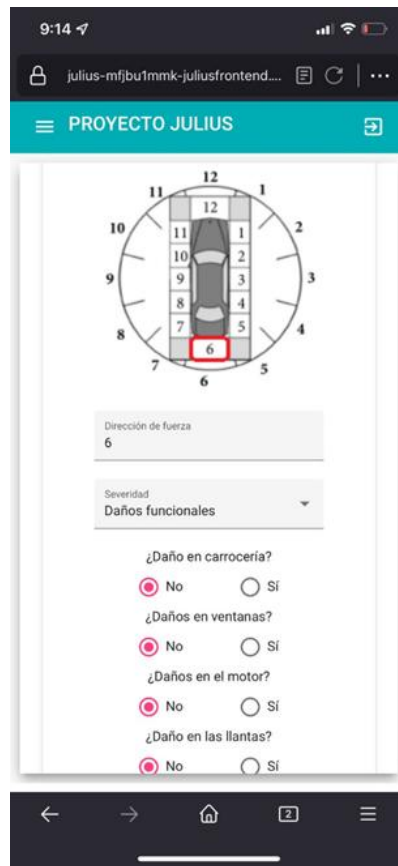 9:14
julius-mfjbu1mmk-juliusfrontend....
PROYECTO JULIUS
12
11 1
12
10 11 1 2
10 2
9 9 3 3
8 4
8 7 5 4
6
7 5
6
Dirección de fuerza
6
Severidad
Daños funcionales
¿Daño en carrocería?
No Sí
¿Daños en ventanas?
No Sí
¿Daños en el motor?
No Sí
¿Daño en las llantas?
No Sí
2